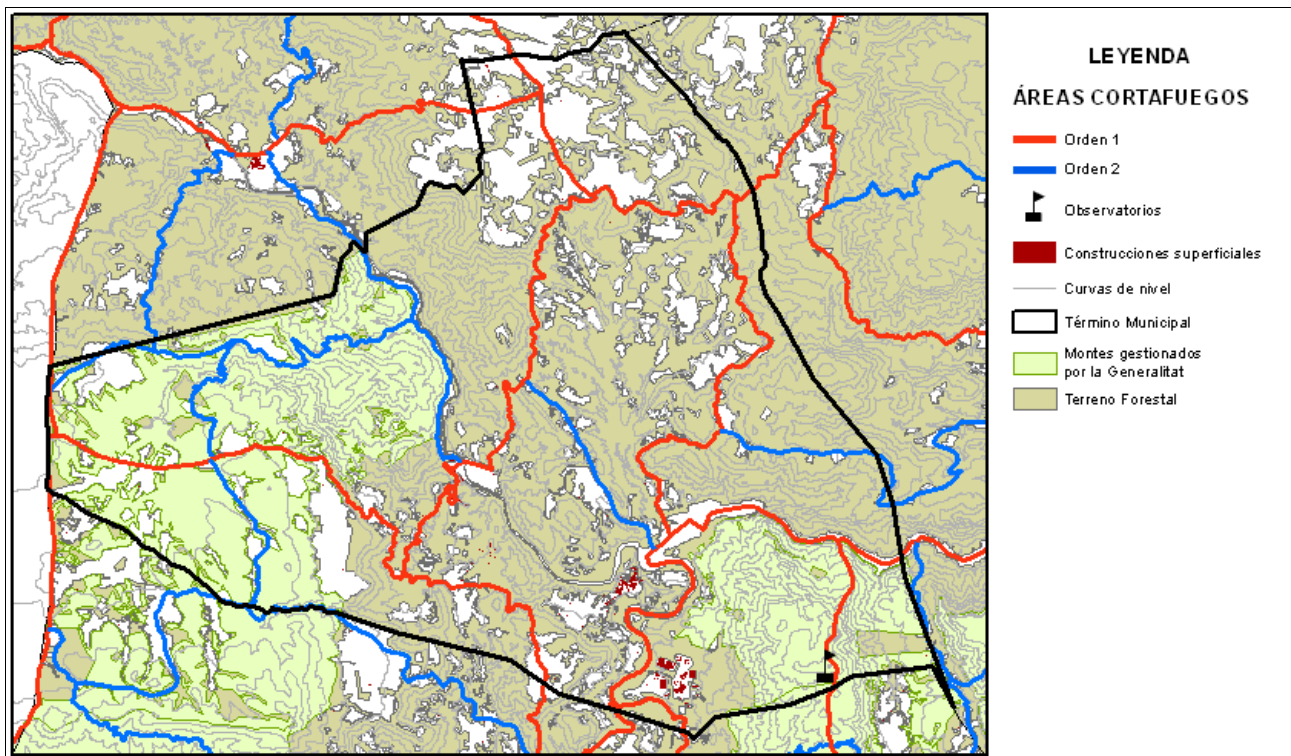 LEYENDA
ÁREAS CORTAFUEGOS
Orden 1
Orden 2
Observatorios
Construcciones superficiales
Curvas de nivel
Término Municipal
Montes gestionados
por la Generalitat
Terreno Forestal